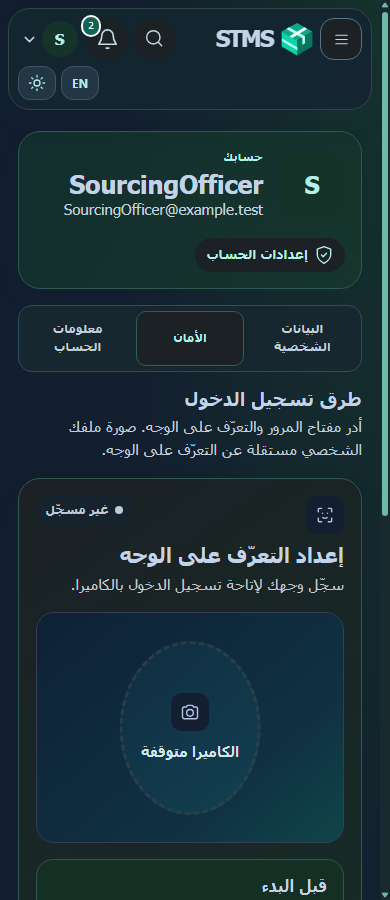 STMS
2
S
EN
حسابك
SourcingOfficer
S
SourcingOfficer@example.test
إعدادات الحساب
البيانات الشخصية
الأمان
معلومات الحساب
طرق تسجيل الدخول
أدر مفتاح المرور والتعرّف على الوجه. صورة ملفك
الشخصي مستقلة عن التعرّف على الوجه.
غير مسجّل
إعداد التعرّف على الوجه
سجّل وجهك لإتاحة تسجيل الدخول بالكاميرا.
الكاميرا متوقفة
قبل البدء